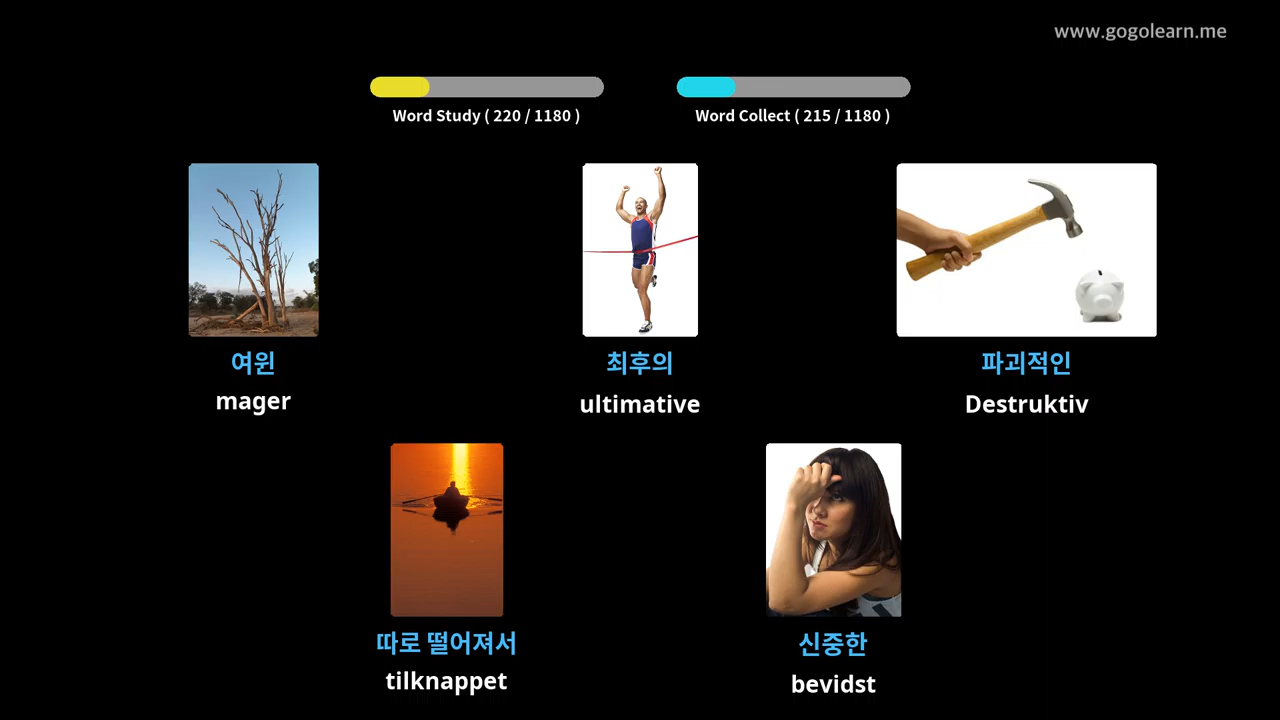 www.gogolearn.me
Word Study ( 220 / 1180 )
Word Collect ( 215 / 1180 )
여윈
mager
최후의
ultimative
파괴적인
Destruktiv
따로 떨어져서
tilknappet
신중한
bevidst